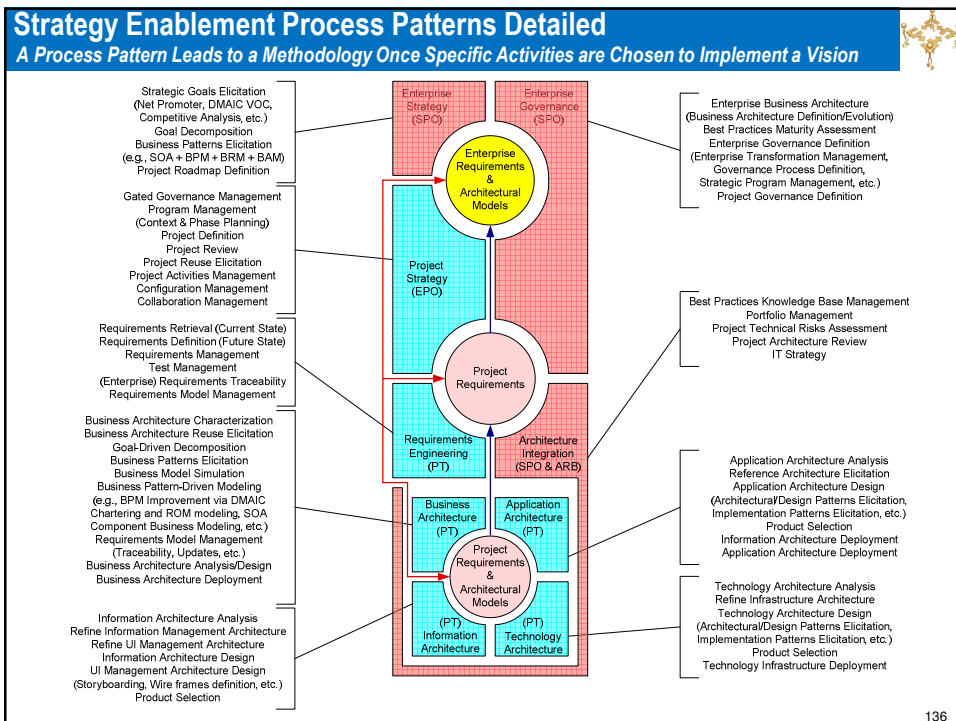 Strategy Enablement Process Patterns Detailed
A Process Pattern Leads to a Methodology Once Specific Activities are Chosen to Implement a Vision
Strategic Goals Elicitation
(Net Promoter, DMAIC VOC,
Competitive Analysis, etc.)
Goal Decomposition
Business Patterns Elicitation
(e.g., SOA + BPM + BRM + BAM)
Project Roadmap Definition
Gated Governance Management
Program Management
(Context & Phase Planning)
Project Definition
Project Review
Project Reuse Elicitation
Project Activities Management
Configuration Management
Collaboration Management
Requirements Retrieval (Current State)
Requirements Definition (Future State)
Requirements Management
Test Management
(Enterprise) Requirements Traceability
Requirements Model Management
Business Architecture Characterization
Business Architecture Reuse Elicitation
Goal-Driven Decomposition
Business Patterns Elicitation
Business Model Simulation
Business Pattern-Driven Modeling
(e.g., BPM Improvement via DMAIC
Chartering and ROM modeling, SOA
Component Business Modeling, etc.)
Requirements Model Management
(Traceability, Updates, etc.)
Business Architecture Analysis/Design
Business Architecture Deployment
Information Architecture Analysis
Refine Information Management Architecture
Refine UI Management Architecture
Information Architecture Design
UI Management Architecture Design
(Storyboarding, Wire frames definition, etc.)
Product Selection
Enterprise
Strategy
(SPO)
Enterprise
Governance
(SPO)
Enterprise
Requirements
&
Architectural
Models
Project
Strategy
(EPO)
Project
Requirements
Requirements
Engineering
(PT)
Architecture
Integration
(SPO & ARB)
Business
Architecture
(PT)
Application
Architecture
(PT)
Project
Requirements
&
Architectural
Models
(PT)
Information
Architecture
(PT)
Technology
Architecture
Enterprise Business Architecture
(Business Architecture Definition/Evolution)
Best Practices Maturity Assessment
Enterprise Governance Definition
(Enterprise Transformation Management,
Governance Process Definition,
Strategic Program Management, etc.)
Project Governance Definition
Best Practices Knowledge Base Management
Portfolio Management
Project Technical Risks Assessment
Project Architecture Review
IT Strategy
Application Architecture Analysis
Reference Architecture Elicitation
Application Architecture Design
(Architectural/Design Patterns Elicitation,
Implementation Patterns Elicitation, etc.)
Product Selection
Information Architecture Deployment
Application Architecture Deployment
Technology Architecture Analysis
Refine Infrastructure Architecture
Technology Architecture Design
(Architectural/Design Patterns Elicitation,
Implementation Patterns Elicitation, etc.)
Product Selection
Technology Infrastructure Deployment
136